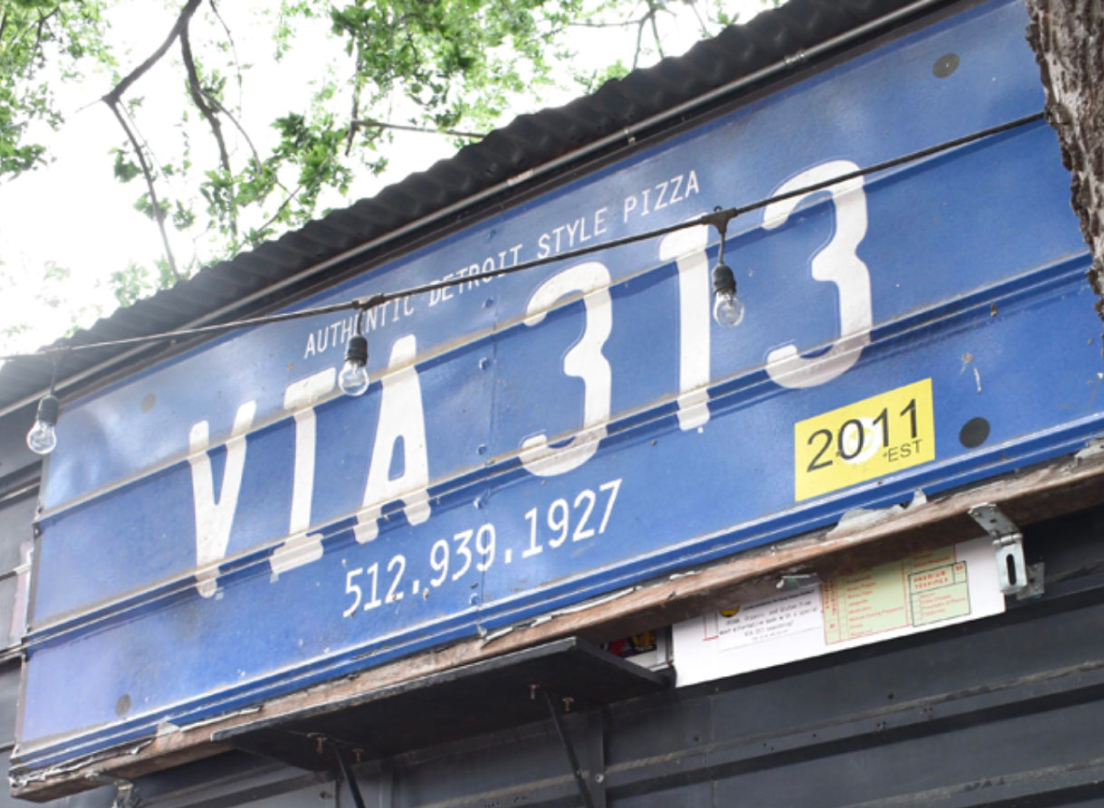 AUTHENTIC DETROIT STYLE PIZZA
VIA 313
512.939.1927
2011
EST